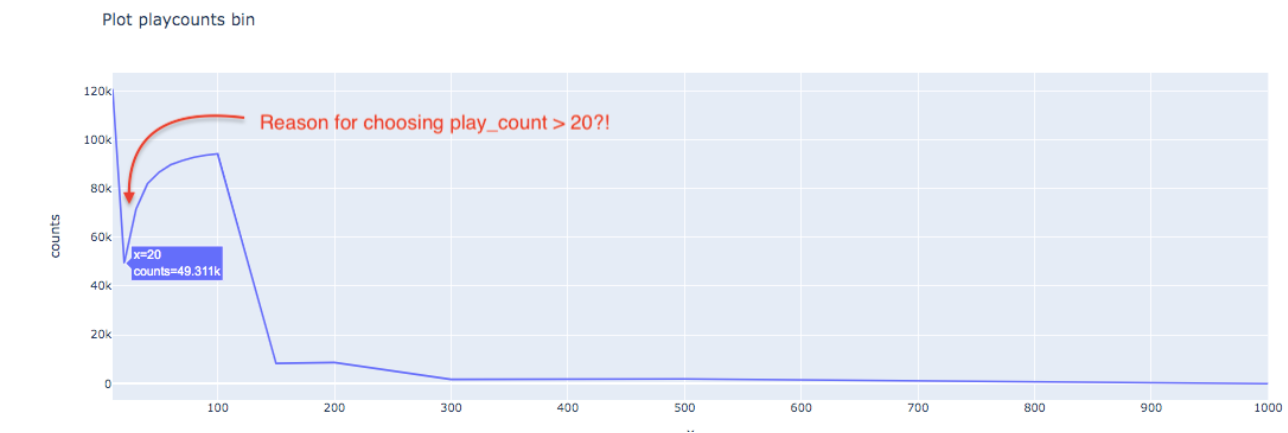 Plot playcounts bin
120k
Reason for choosing play_count > 20?!
100k
80k
60k
counts
x=20
counts=49.311k
40k
20k
0
100 200 300 400 500 600 700 800 900 1000